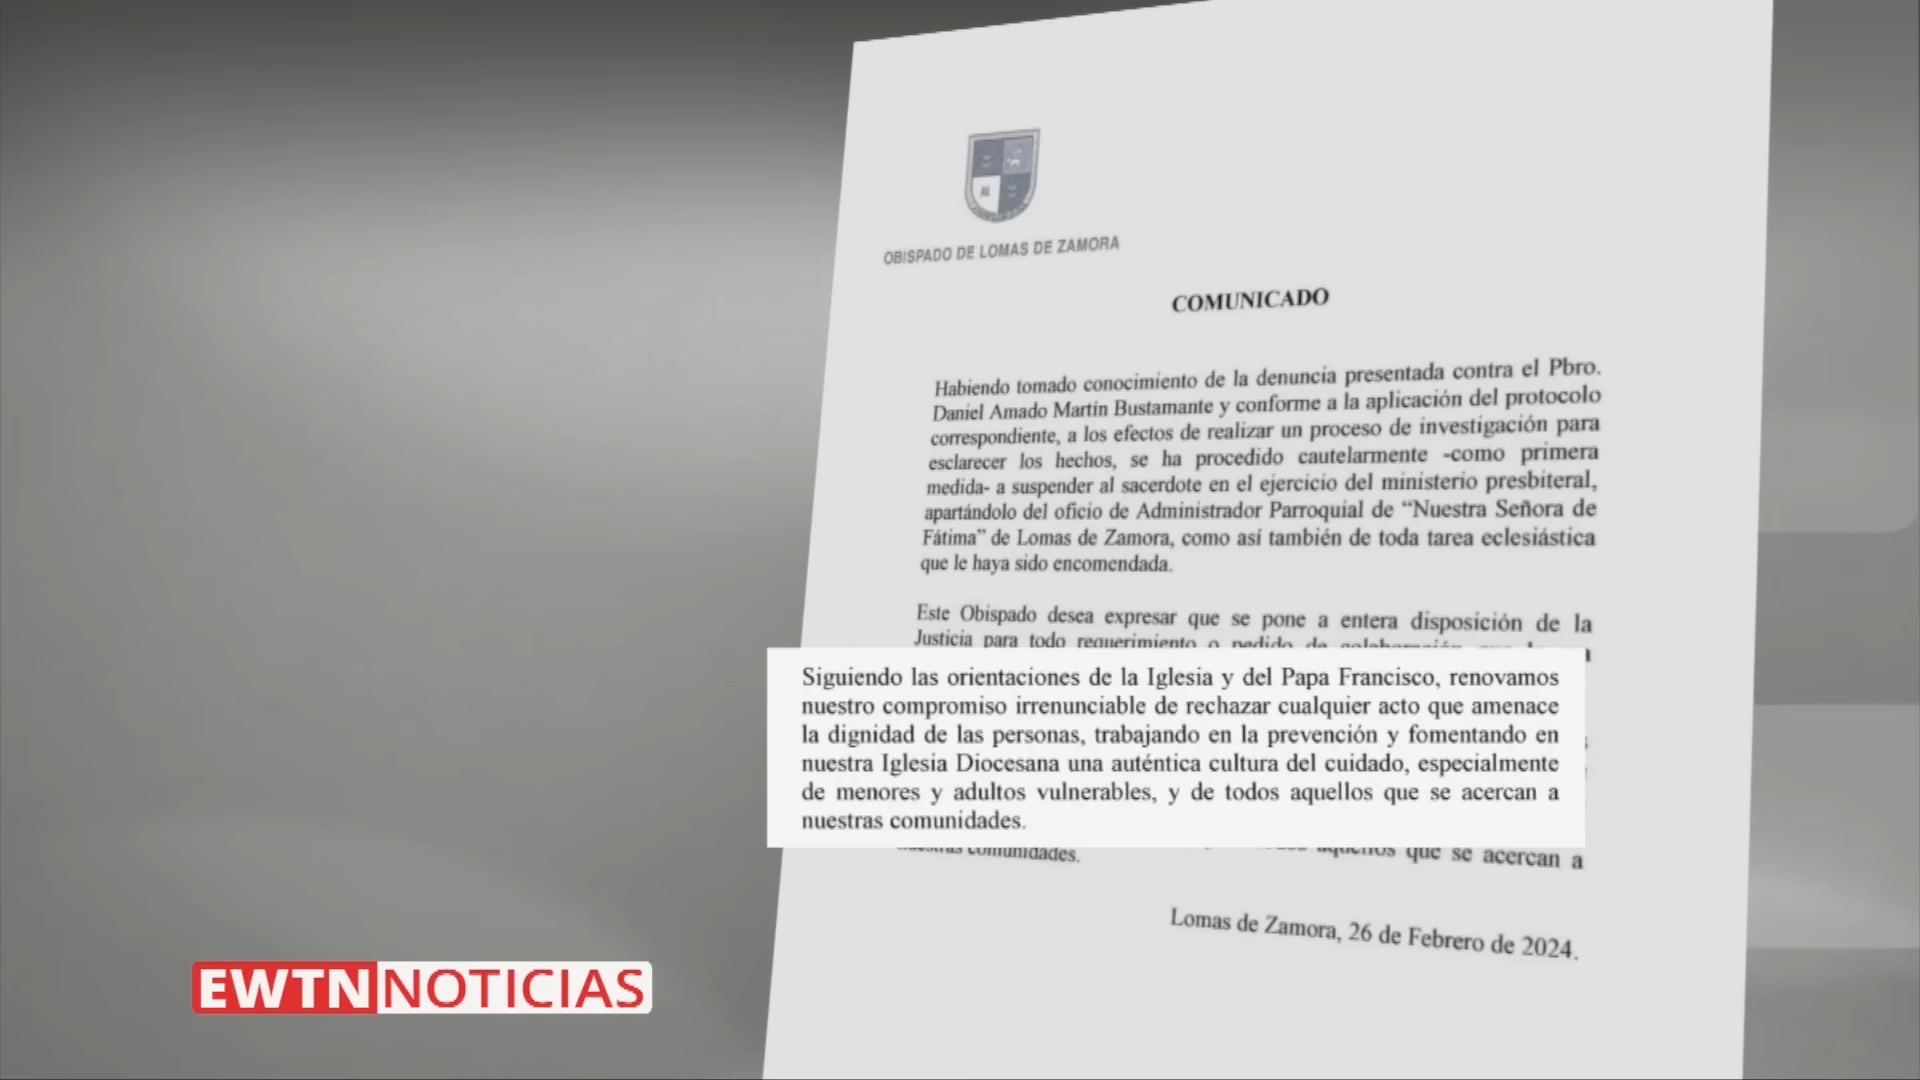 OBISPADO DE LOMAS DE ZAMORA
COMUNICADO
Habiendo tomado conocimiento de la denuncia presentada contra el Pbro.
Daniel Amado Martín Bustamante y conforme a la aplicación del protocolo
correspondiente, a los efectos de realizar un proceso de investigación para
esclarecer los hechos, se ha procedido cautelarmente -como primera
medida- a suspender al sacerdote en el ejercicio del ministerio presbiteral,
apartándolo del oficio de Administrador Parroquial de “Nuestra Señora de
Fátima” de Lomas de Zamora, como así también de toda tarea eclesiástica
que le haya sido encomendada.
Este Obispado desea expresar que se pone a entera disposición de la
Justicia para todo requerimiento o pedido de colaboración
Siguiendo las orientaciones de la Iglesia y del Papa Francisco, renovamos
nuestro compromiso irrenunciable de rechazar cualquier acto que amenace
la dignidad de las personas, trabajando en la prevención y fomentando en
nuestra Iglesia Diocesana una auténtica cultura del cuidado, especialmente
de menores y adultos vulnerables, y de todos aquellos que se acercan a
nuestras comunidades.
aquellos que se acercan a
nuestras comunidades.
Lomas de Zamora, 26 de Febrero de 2024.
EWTN NOTICIAS